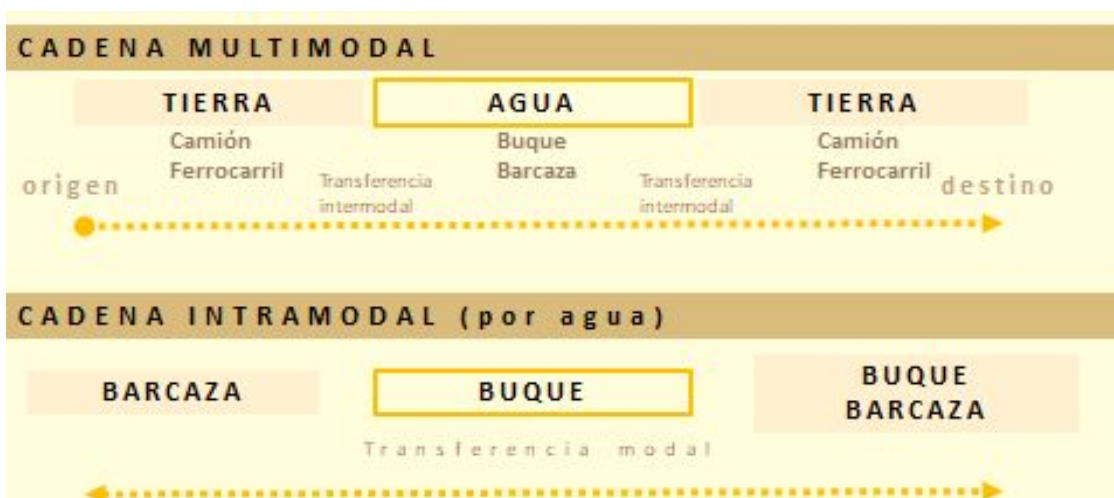 CADENA MULTIMODAL
TIERRA
AGUA
TIERRA
Camión
Ferrocarril
Buque
Barcaza
Camión
Ferrocarril
origen
Transferencia
intermodal
Transferencia
intermodal
destino
CADENA INTRAMODAL (por agua)
BARCAZA
BUQUE
BUQUE
BARCAZA
Transferencia modal